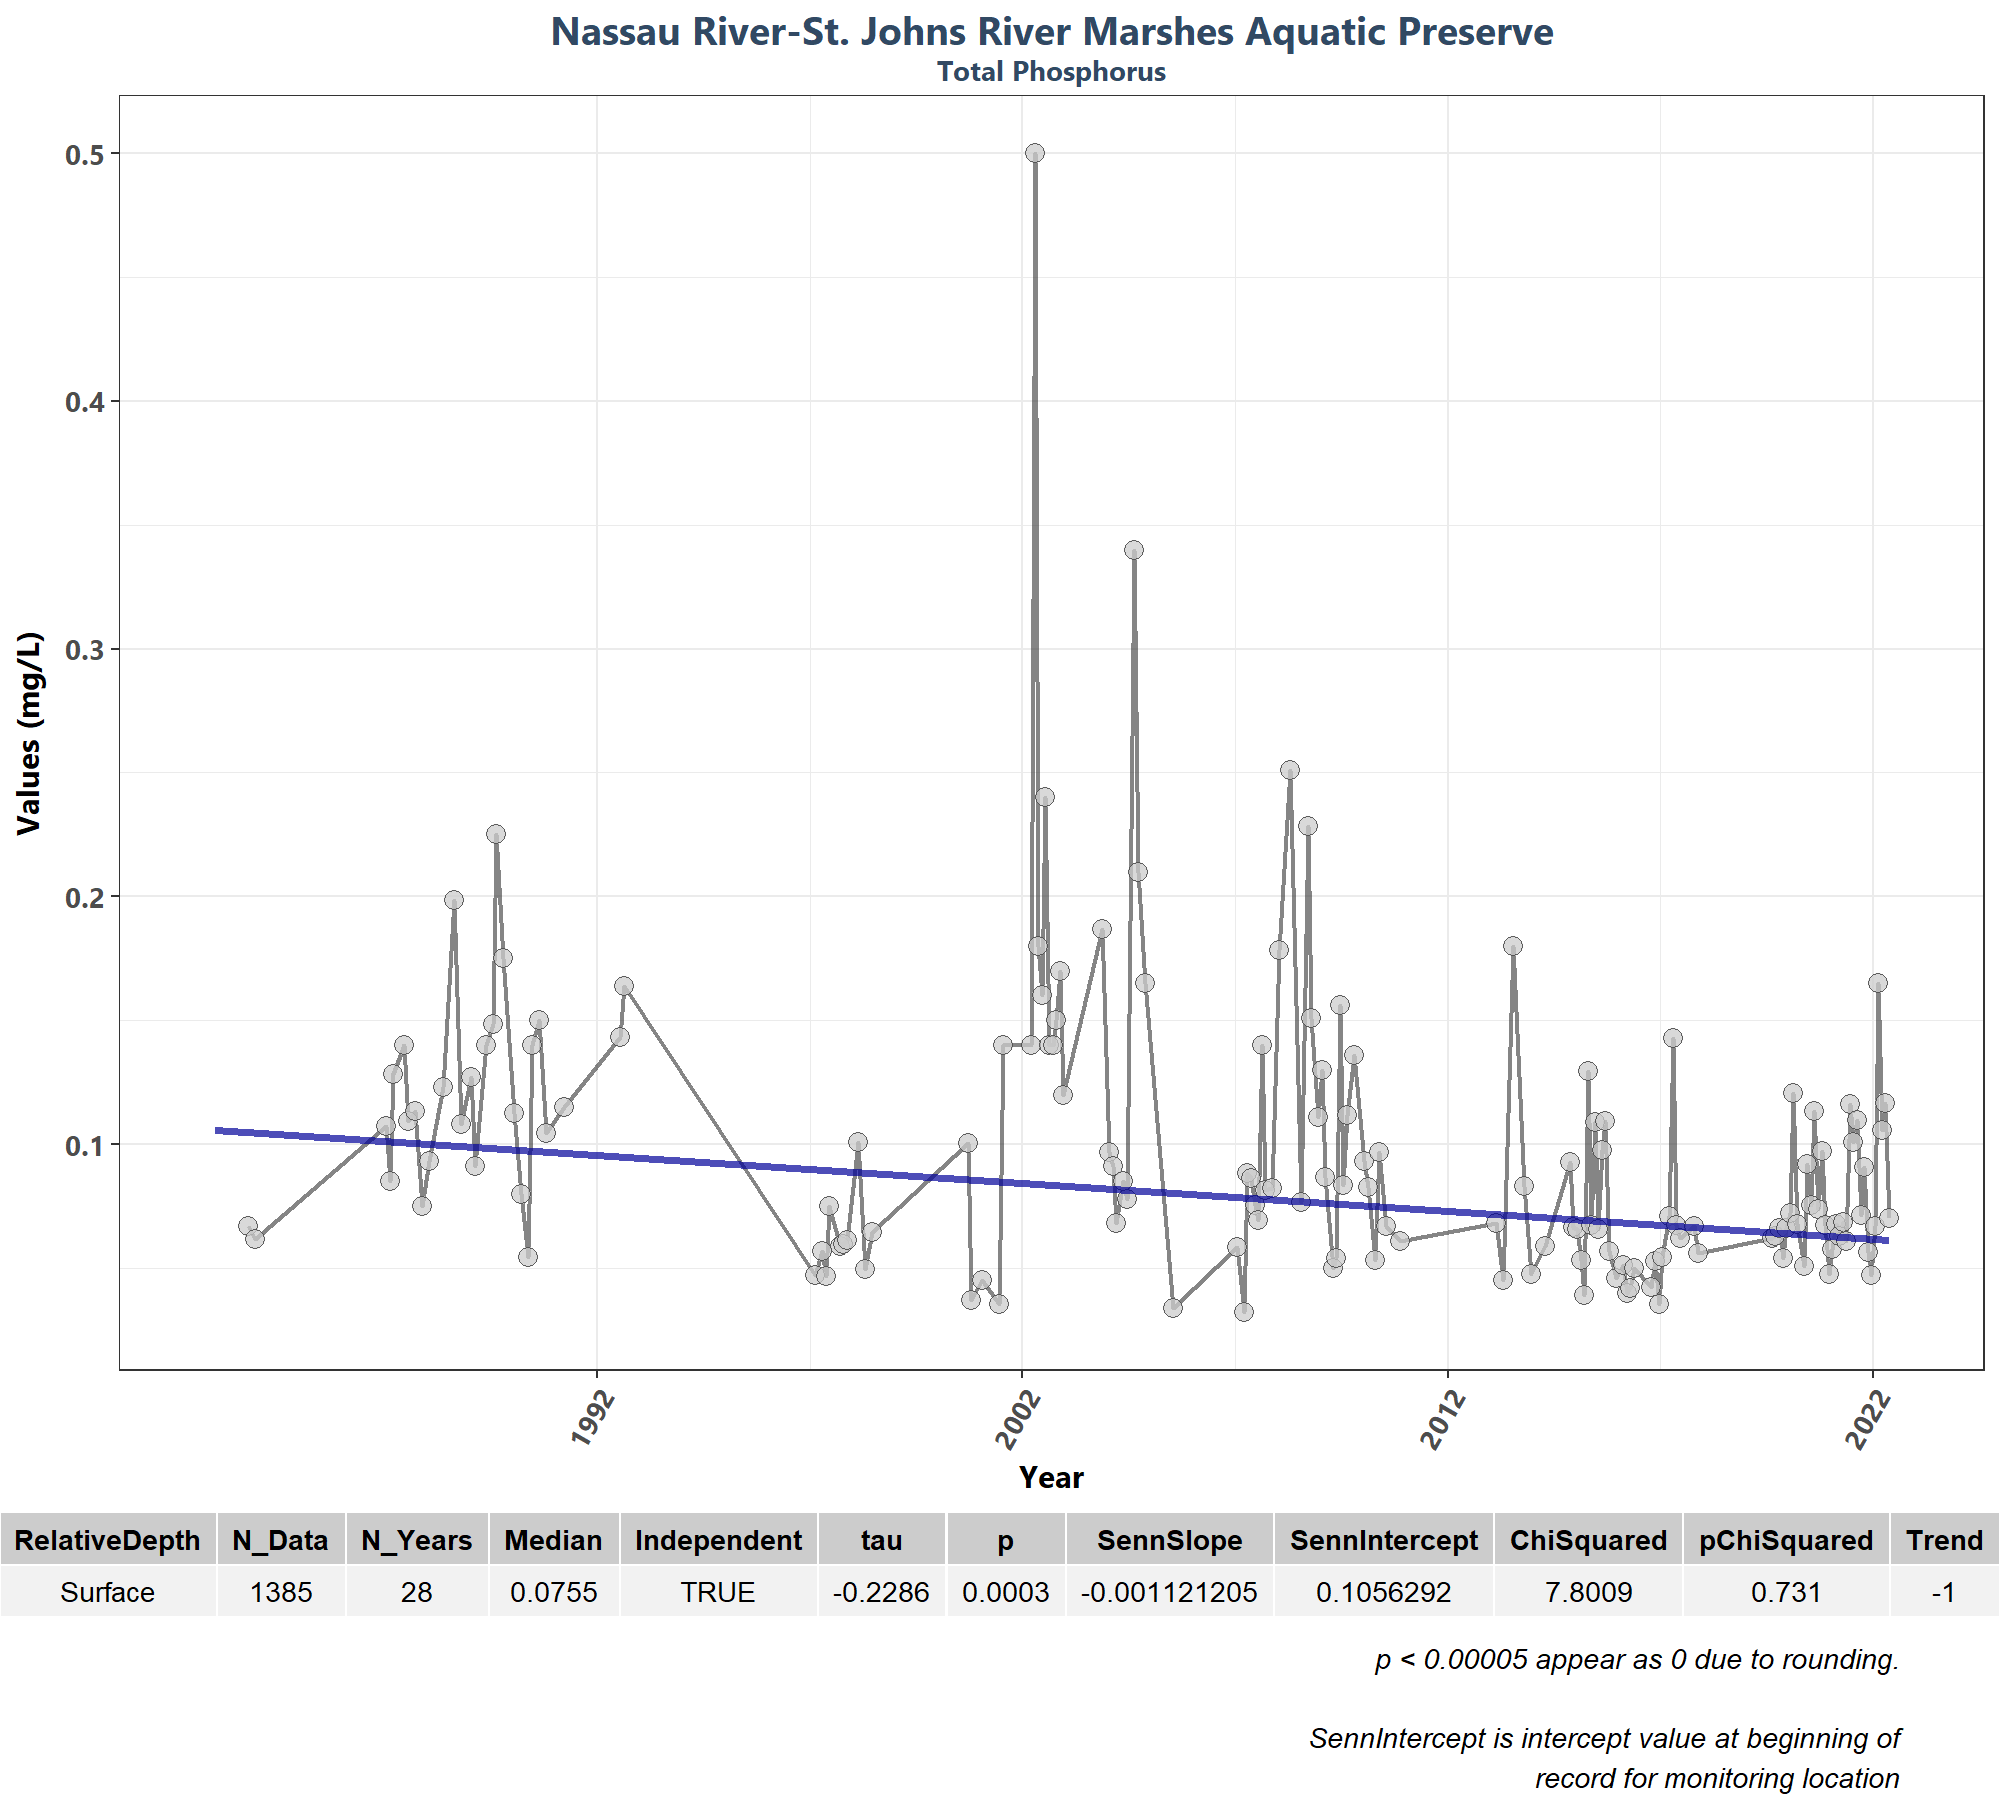 Nassau River-St. Johns River Marshes Aquatic Preserve
Total Phosphorus
0.5
0.4
0.3
0.2
0.1
Values (mg/L)
1992 2002 2012 2022
Year
RelativeDepth N_Data N_Years Median Independent tau p SennSlope SennIntercept ChiSquared pChiSquared Trend
Surface 1385 28 0.0755 TRUE -0.2286 0.0003 -0.001121205 0.1056292 7.8009 0.731 -1
p < 0.00005 appear as 0 due to rounding.
SennIntercept is intercept value at beginning of
record for monitoring location